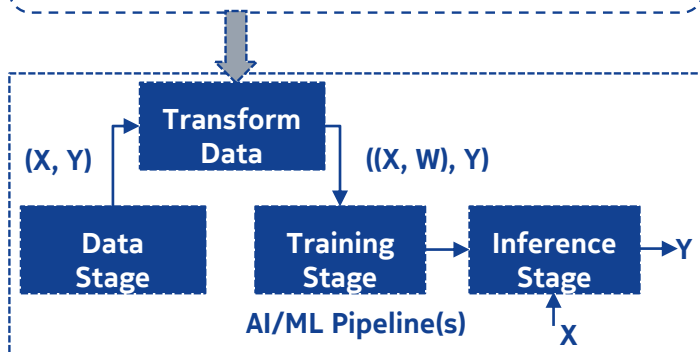 Transform
Data
(X, Y)
((X, W), Y)
Data
Stage
Training
Stage
Inference
Stage
Y
AI/ML Pipeline(s)
X